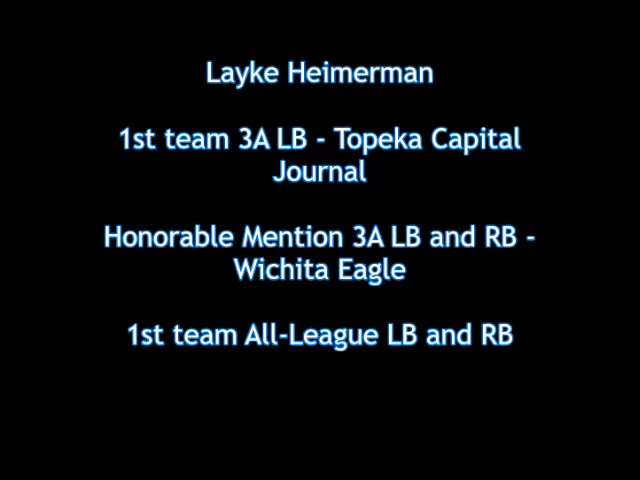 Layke Heimerman
1st team 3A LB - Topeka Capital
Journal
Honorable Mention 3A LB and RB -
Wichita Eagle
1st team All-League LB and RB